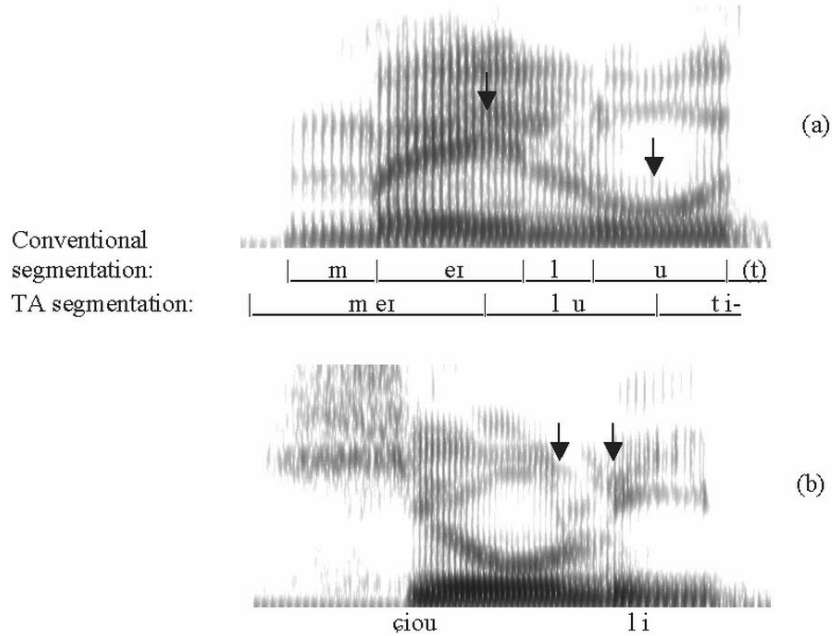 (a)
Conventional
segmentation: | m | eɪ | l | u | (t)
TA segmentation: | m eɪ | l u | t i-
(b)
ɕiou l i